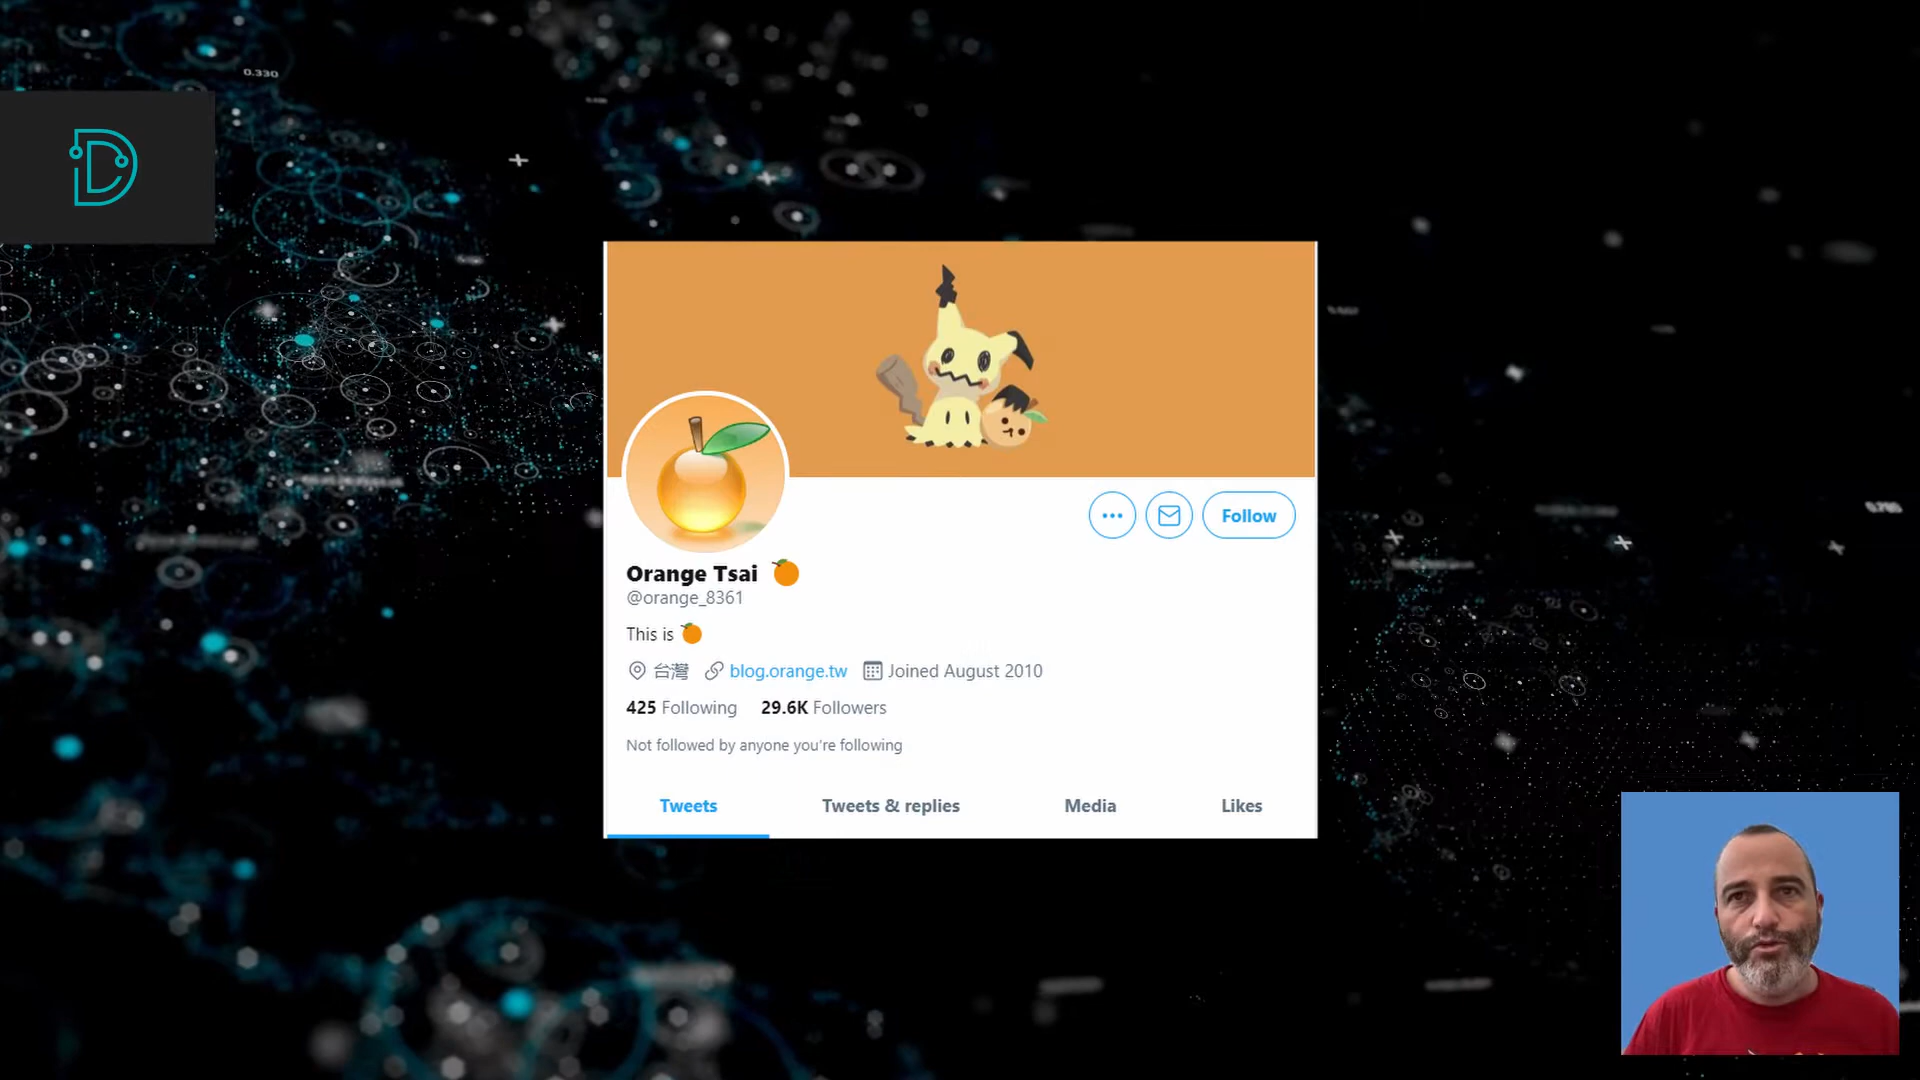 0.330
Orange Tsai 🍊
@orange_8361
This is 🍊
台灣 blog.orange.tw Joined August 2010
425 Following 29.6K Followers
Not followed by anyone you're following
Follow
Tweets Tweets & replies Media Likes